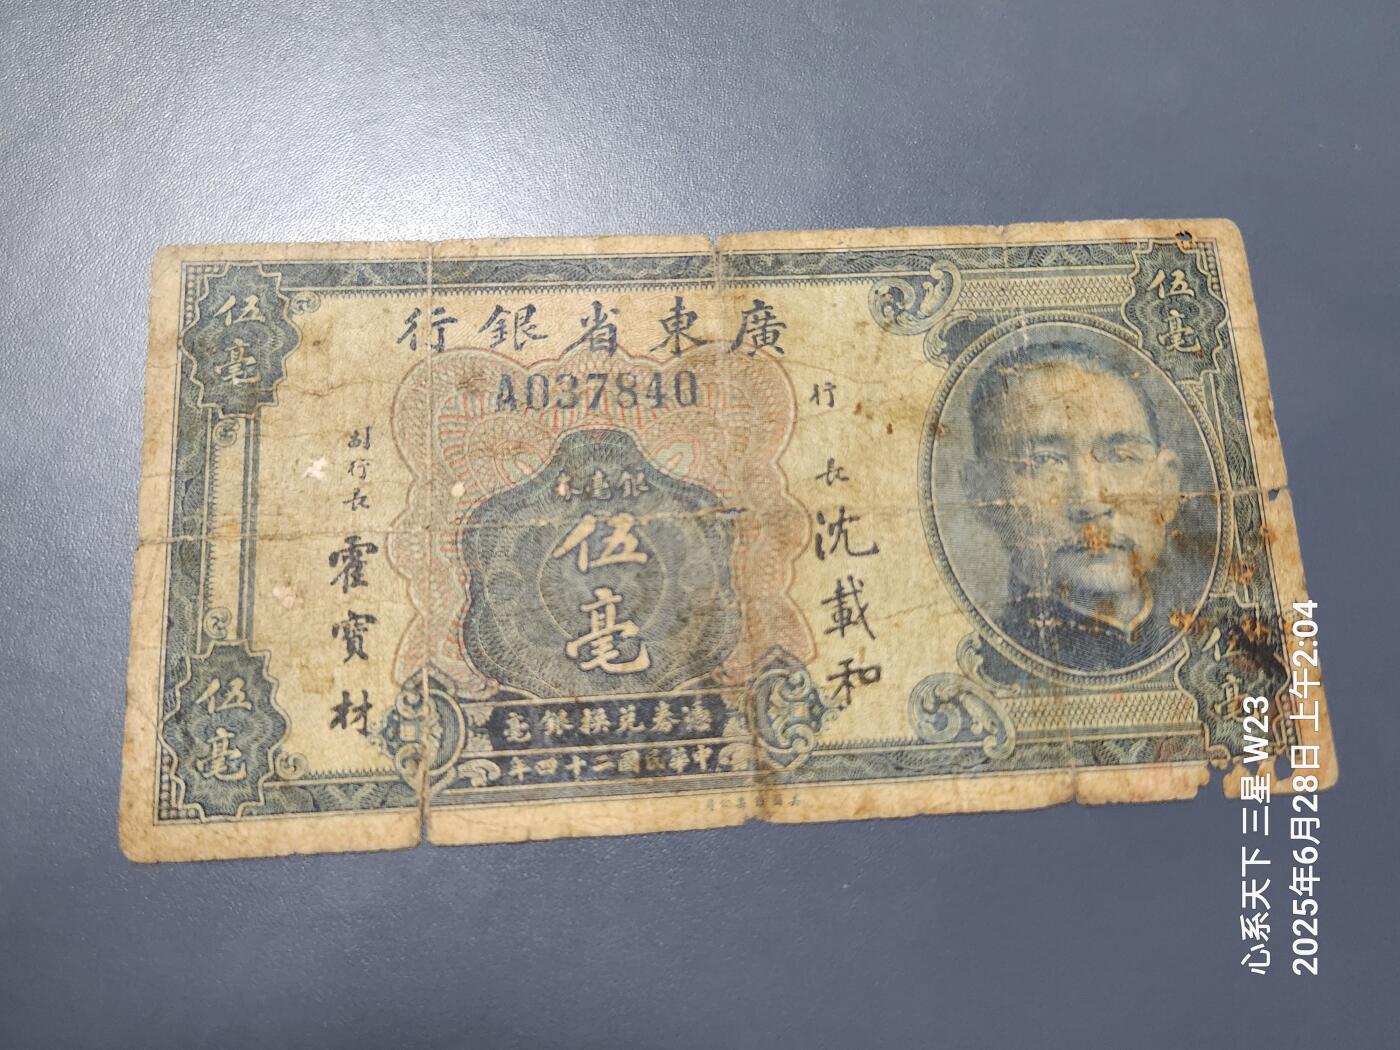 廣東省銀行
A037840
伍毫
伍毫
行長 沈載和
副行長 霍寶材
銀毫券
伍毫
憑券兌換銀毫
中華民國二十四年
伍毫
伍毫
心系天下 三星 W23
2025年6月28日 上午2:04